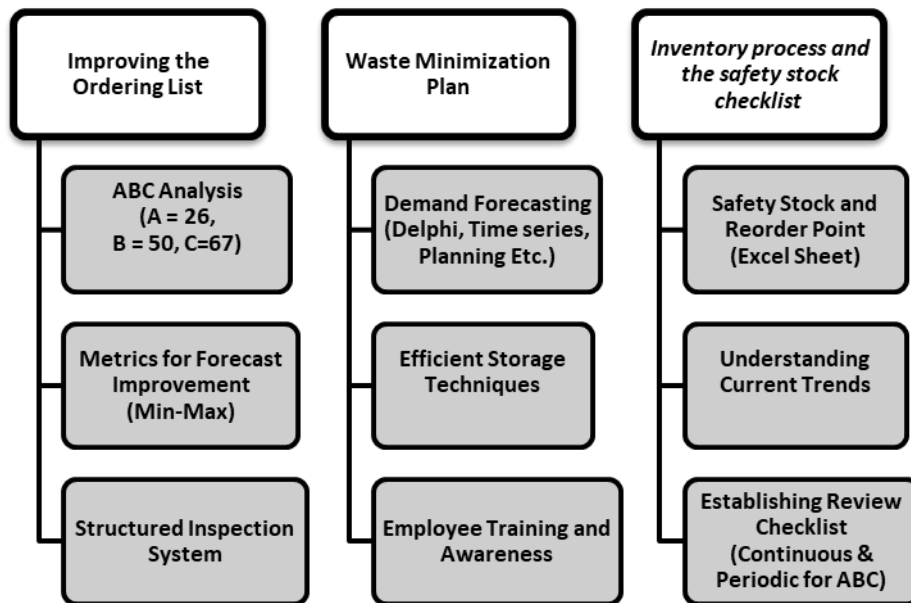 Improving the
Ordering List
ABC Analysis
(A = 26,
B = 50, C=67)
Metrics for Forecast
Improvement
(Min-Max)
Structured Inspection
System
Waste Minimization
Plan
Demand Forecasting
(Delphi, Time series,
Planning Etc.)
Efficient Storage
Techniques
Employee Training and
Awareness
Inventory process and
the safety stock
checklist
Safety Stock and
Reorder Point
(Excel Sheet)
Understanding
Current Trends
Establishing Review
Checklist
(Continuous &
Periodic for ABC)